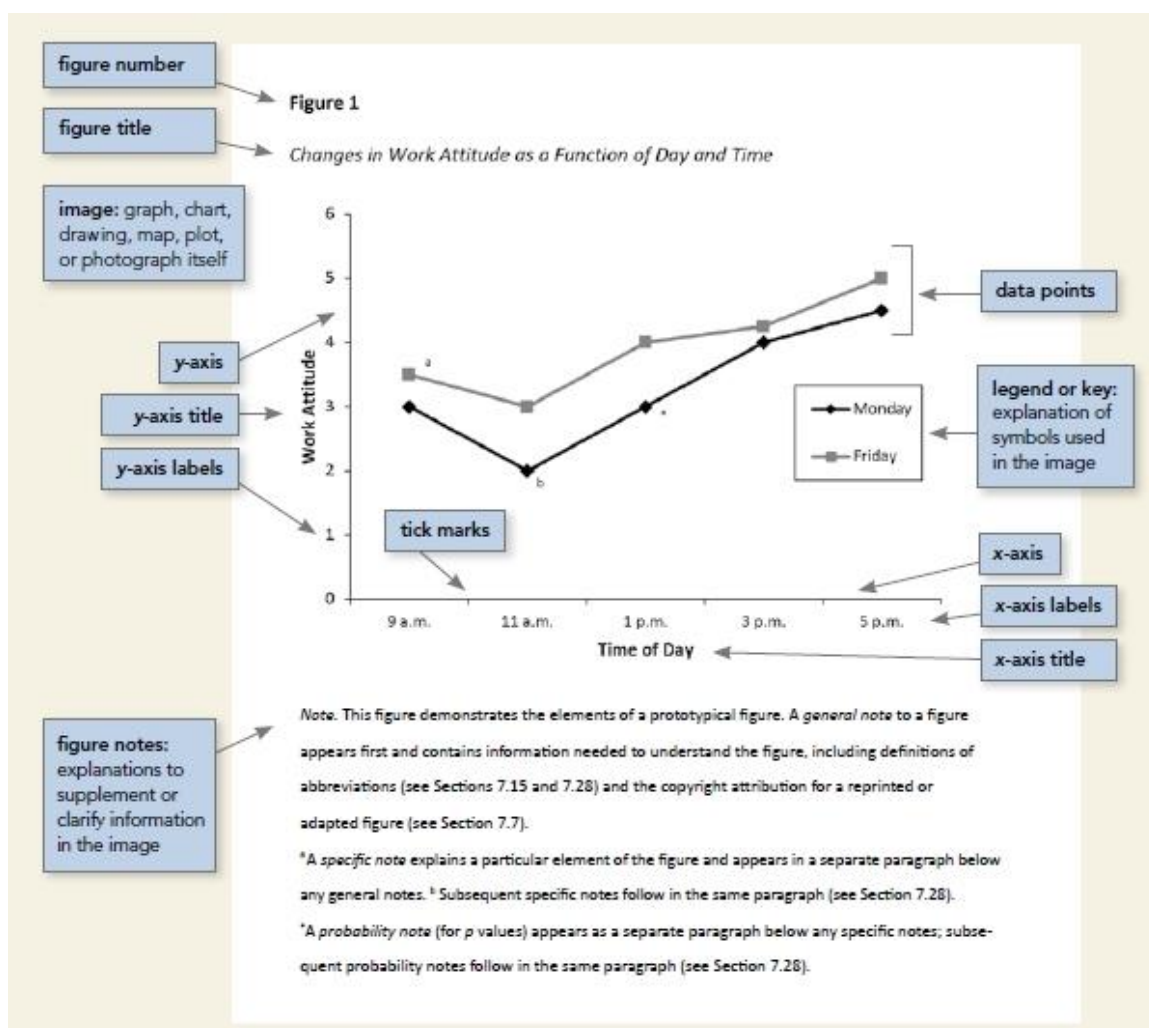 figure number
Figure 1
figure title
Changes in Work Attitude as a Function of Day and Time
image: graph, chart,
drawing, map, plot,
or photograph itself
6
5
4
3
2
1
0
data points
y-axis
y-axis title
y-axis labels
Work Attitude
a
b
*
Monday
Friday
legend or key:
explanation of
symbols used
in the image
tick marks
x-axis
9 a.m. 11 a.m. 1 p.m. 3 p.m. 5 p.m.
x-axis labels
Time of Day
x-axis title
figure notes:
explanations to
supplement or
clarify information
in the image
Note. This figure demonstrates the elements of a prototypical figure. A general note to a figure
appears first and contains information needed to understand the figure, including definitions of
abbreviations (see Sections 7.15 and 7.28) and the copyright attribution for a reprinted or
adapted figure (see Section 7.7).
ᵃA specific note explains a particular element of the figure and appears in a separate paragraph below
any general notes. ᵇ Subsequent specific notes follow in the same paragraph (see Section 7.28).
*A probability note (for p values) appears as a separate paragraph below any specific notes; subse-
quent probability notes follow in the same paragraph (see Section 7.28).